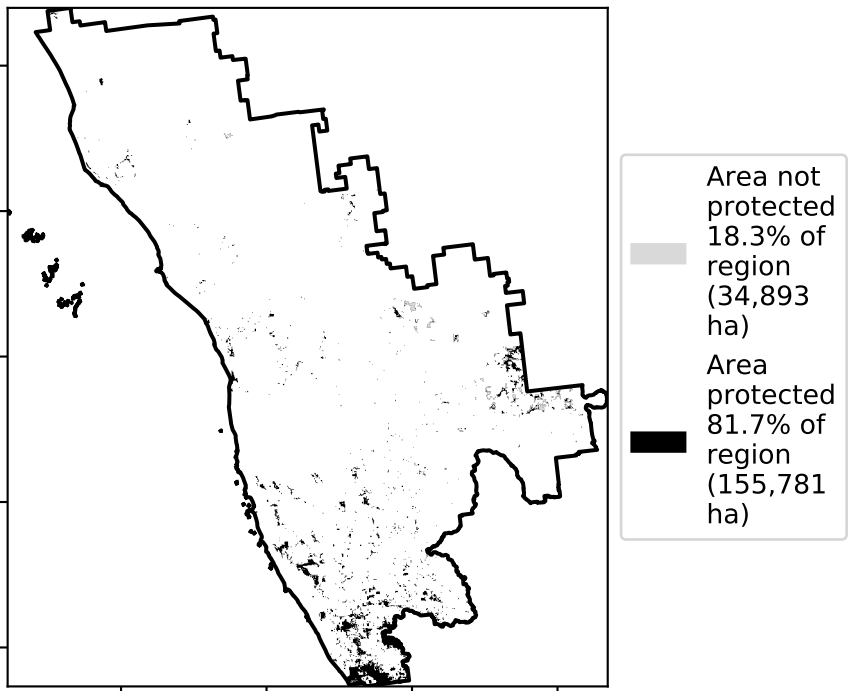 Area not
protected
18.3% of
region
(34,893
ha)
Area
protected
81.7% of
region
(155,781
ha)